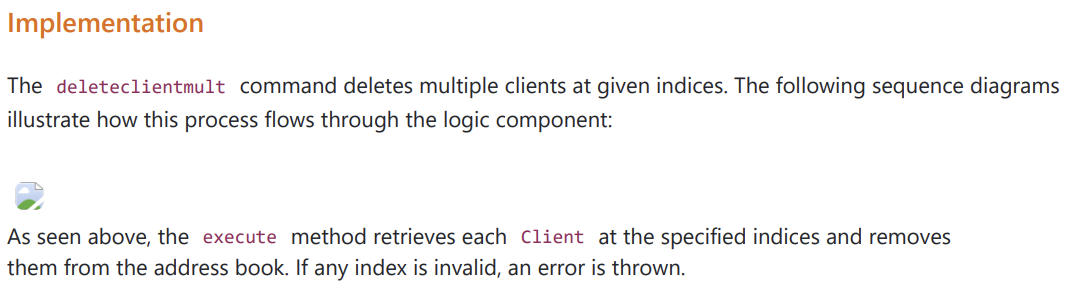 Implementation
The deleteclientmult command deletes multiple clients at given indices. The following sequence diagrams
illustrate how this process flows through the logic component:
As seen above, the execute method retrieves each Client at the specified indices and removes
them from the address book. If any index is invalid, an error is thrown.